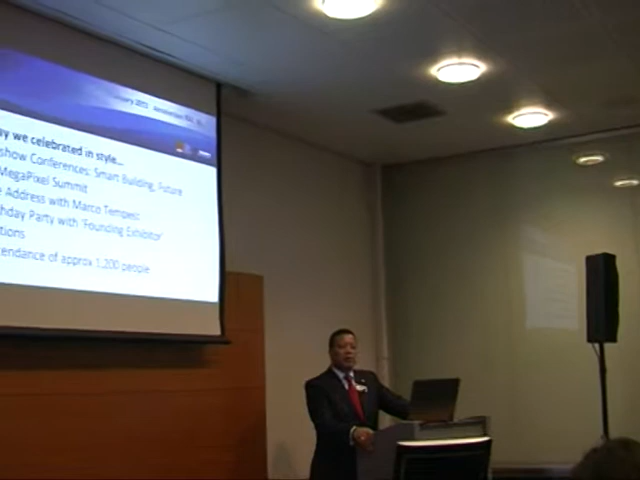 we celebrated in style...
show Conferences: Smart Building, Future
MegaPixel Summit
Address with Marco Tempest
hday Party with 'Founding Exhibitor'
tions
tendance of approx 1,200 people